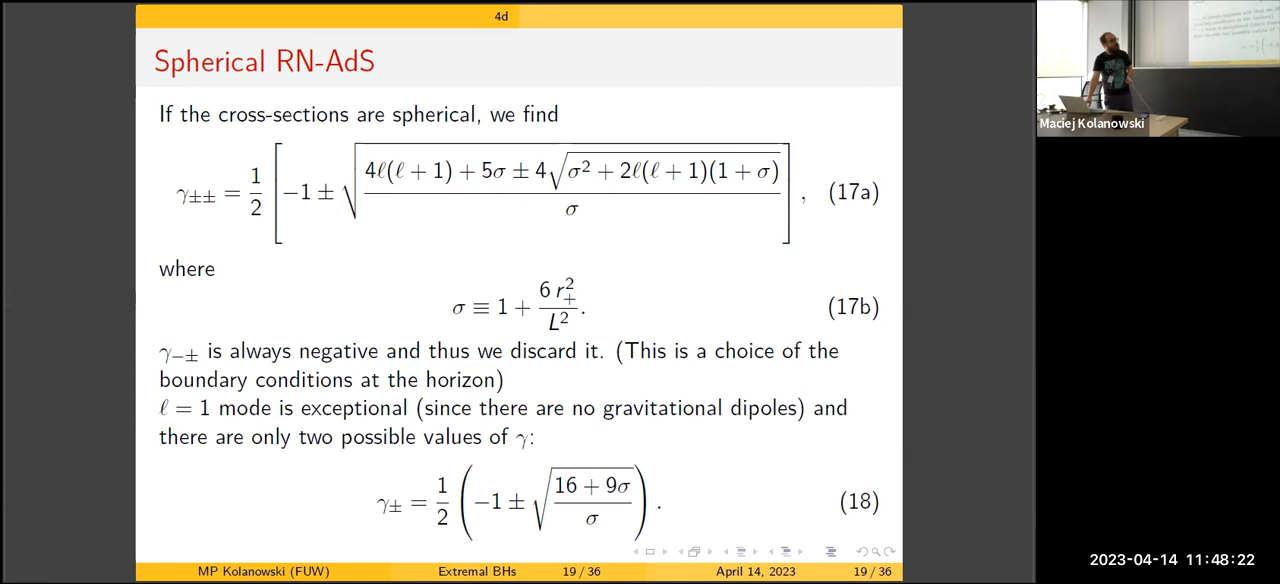 4d
Spherical RN-AdS
If the cross-sections are spherical, we find
γ±± = 1/2 [ −1 ± √( (4ℓ(ℓ + 1) + 5σ ± 4√(σ² + 2ℓ(ℓ + 1)(1 + σ))) / σ ) ] , (17a)
where
σ ≡ 1 + 6 r₊² / L² . (17b)
γ−± is always negative and thus we discard it. (This is a choice of the
boundary conditions at the horizon)
ℓ = 1 mode is exceptional (since there are no gravitational dipoles) and
there are only two possible values of γ:
γ± = 1/2 ( −1 ± √( (16 + 9σ) / σ ) ) . (18)
MP Kolanowski (FUW) Extremal BHs 19 / 36 April 14, 2023 19 / 36
Maciej Kolanowski
2023-04-14 11:48:22